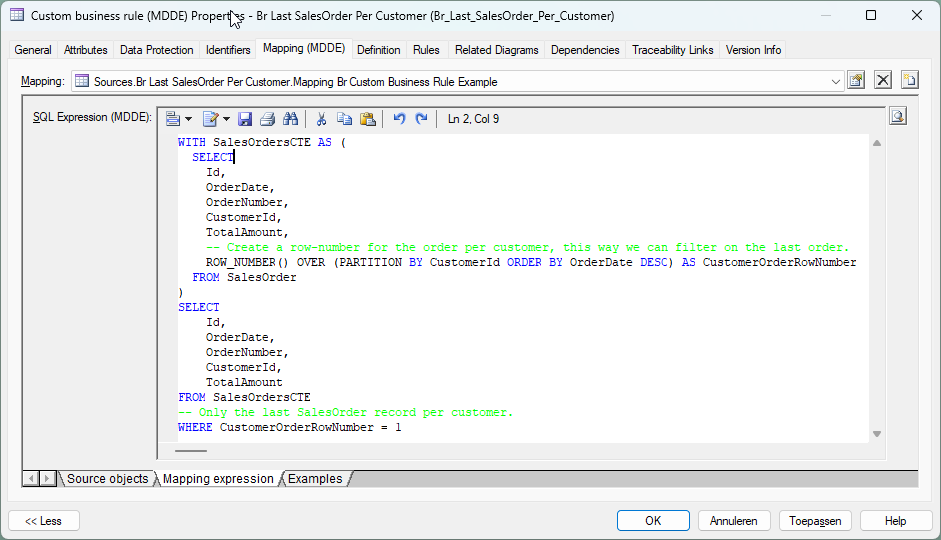 Custom business rule (MDDE) Properties - Br Last SalesOrder Per Customer (Br_Last_SalesOrder_Per_Customer)
General Attributes Data Protection Identifiers Mapping (MDDE) Definition Rules Related Diagrams Dependencies Traceability Links Version Info
Mapping: Sources.Br Last SalesOrder Per Customer.Mapping Br Custom Business Rule Example
SQL Expression (MDDE): Ln 2, Col 9
WITH SalesOrdersCTE AS (
  SELECT
    Id,
    OrderDate,
    OrderNumber,
    CustomerId,
    TotalAmount,
    -- Create a row-number for the order per customer, this way we can filter on the last order.
    ROW_NUMBER() OVER (PARTITION BY CustomerId ORDER BY OrderDate DESC) AS CustomerOrderRowNumber
  FROM SalesOrder
)
SELECT
    Id,
    OrderDate,
    OrderNumber,
    CustomerId,
    TotalAmount
FROM SalesOrdersCTE
-- Only the last SalesOrder record per customer.
WHERE CustomerOrderRowNumber = 1
Source objects Mapping expression Examples
<< Less OK Annuleren Toepassen Help